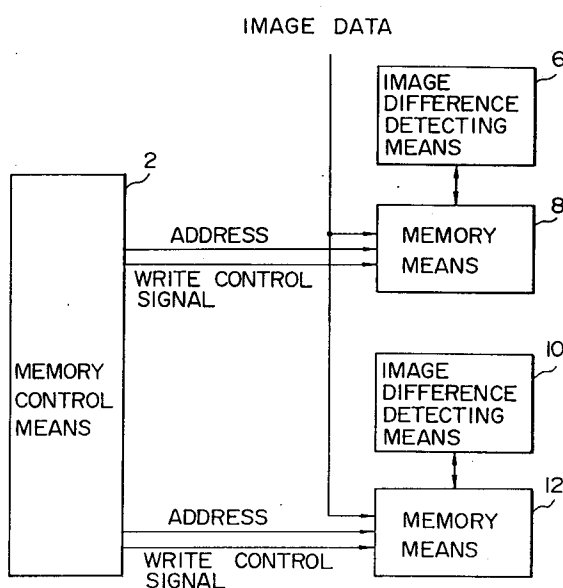 IMAGE DATA
6
IMAGE
DIFFERENCE
DETECTING
MEANS
2
8
ADDRESS
MEMORY
MEANS
WRITE CONTROL
SIGNAL
10
MEMORY
CONTROL
MEANS
IMAGE
DIFFERENCE
DETECTING
MEANS
12
ADDRESS
MEMORY
MEANS
WRITE CONTROL
SIGNAL